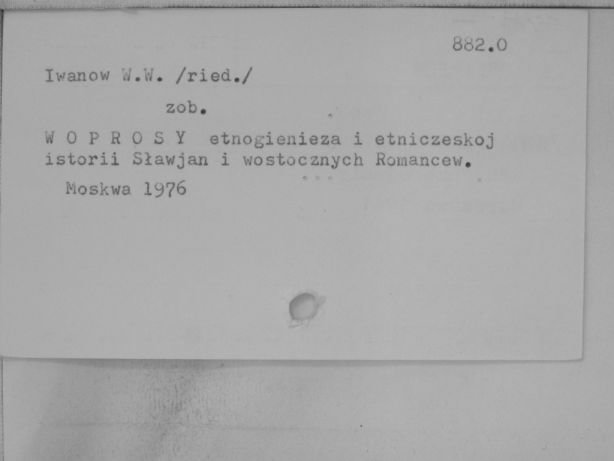 882.0
Iwanow W.W. /ried./
zob.
W O P R O S Y etnogienieza i etniczeskoj
istorii Sławjan i wostocznych Romancew.
Moskwa 1976